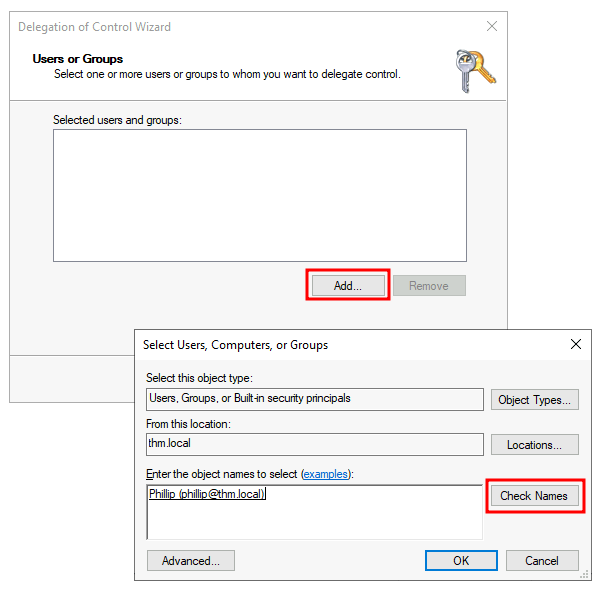 Delegation of Control Wizard
Users or Groups
Select one or more users or groups to whom you want to delegate control.
Selected users and groups:
Add...
Remove
Select Users, Computers, or Groups
Select this object type:
Users, Groups, or Built-in security principals
Object Types...
From this location:
thm.local
Locations...
Enter the object names to select (examples):
Phillip (phillip@thm.local)
Check Names
Advanced...
OK
Cancel